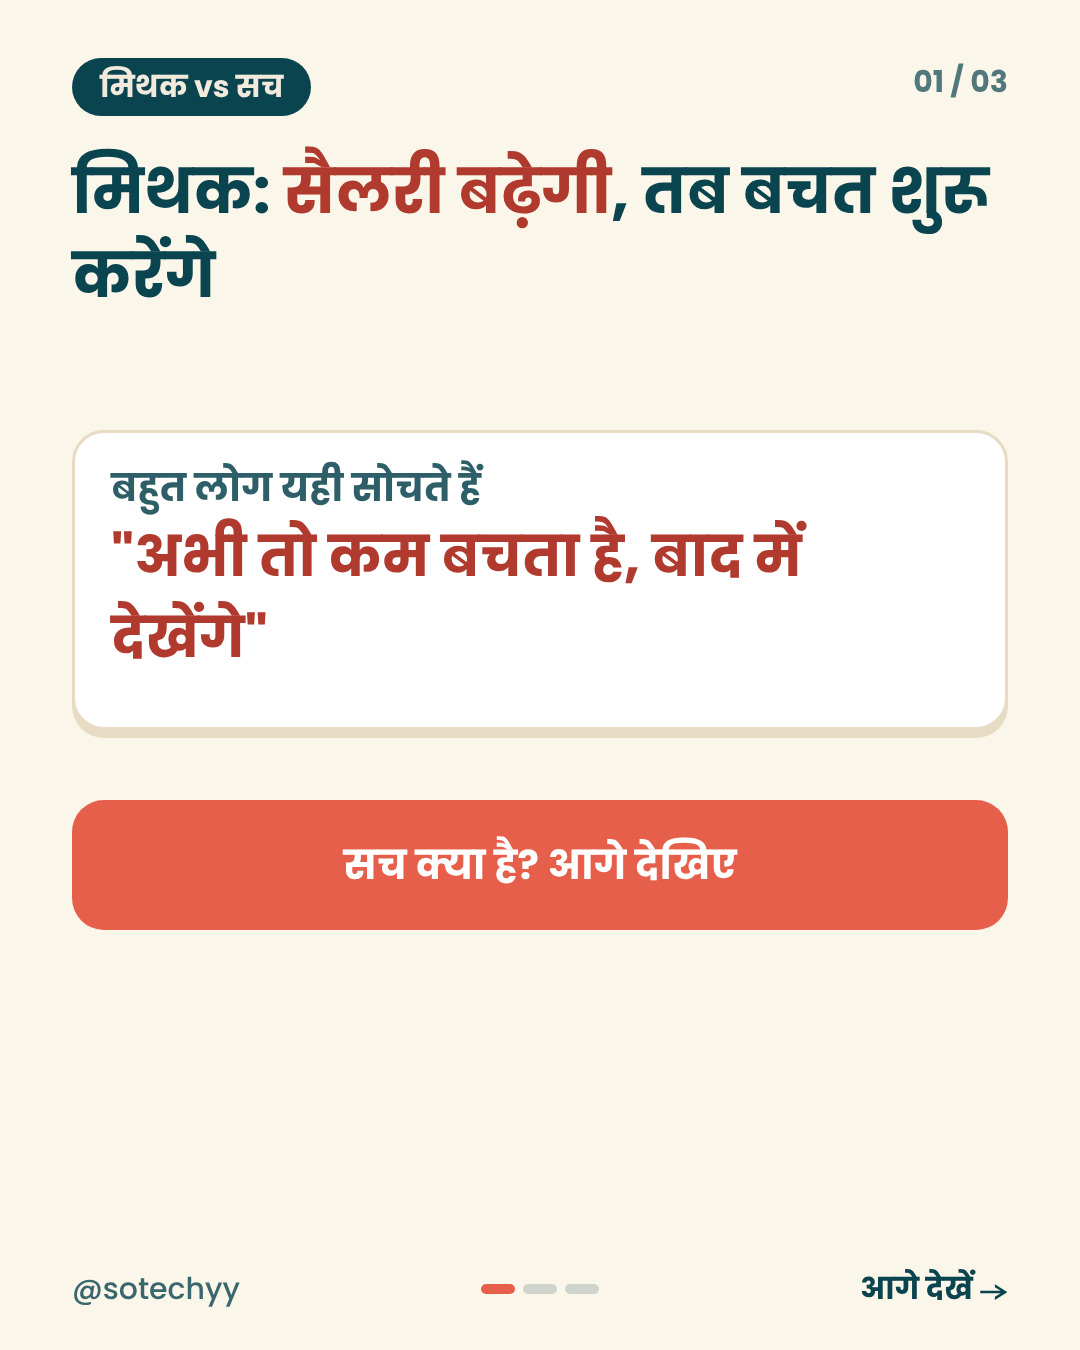 मिथक vs सच
01 / 03
मिथक: सैलरी बढ़ेगी, तब बचत शुरू
करेंगे
बहुत लोग यही सोचते हैं
"अभी तो कम बचता है, बाद में
देखेंगे"
सच क्या है? आगे देखिए
@sotechyy
आगे देखें →